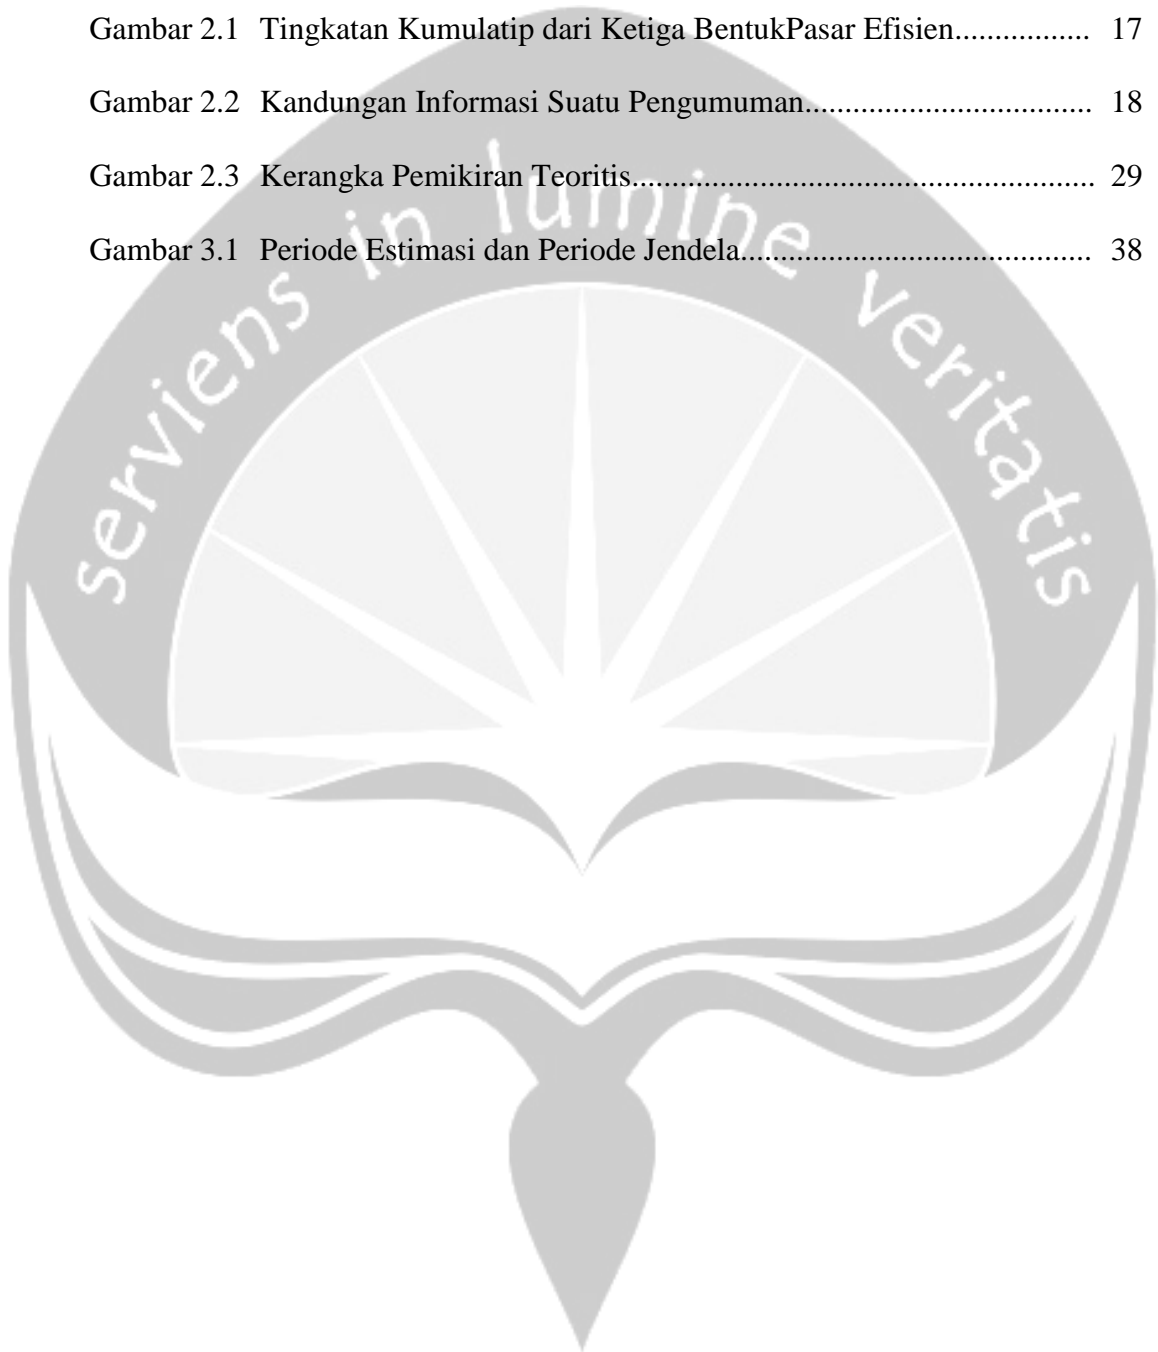 Gambar 2.1 Tingkatan Kumulatip dari Ketiga BentukPasar Efisien................. 17
Gambar 2.2 Kandungan Informasi Suatu Pengumuman.................................... 18
Gambar 2.3 Kerangka Pemikiran Teoritis.......................................................... 29
Gambar 3.1 Periode Estimasi dan Periode Jendela............................................ 38
serviens in lumine veritatis